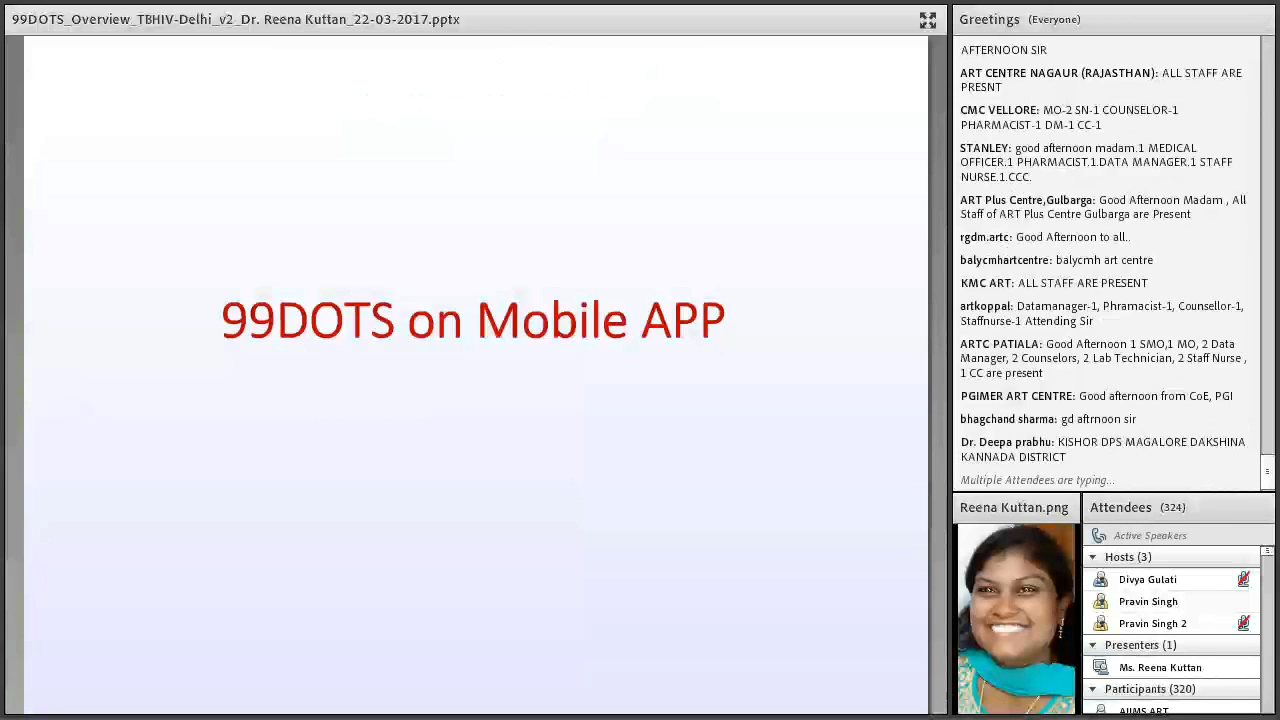 99DOTS_Overview_TBHIV-Delhi_v2_Dr. Reena Kuttan_22-03-2017.pptx
99DOTS on Mobile APP
Greetings (Everyone)
AFTERNOON SIR
ART CENTRE NAGAUR (RAJASTHAN): ALL STAFF ARE
PRESNT
CMC VELLORE: MO-2 SN-1 COUNSELOR-1
PHARMACIST-1 DM-1 CC-1
STANLEY: good afternoon madam.1 MEDICAL
OFFICER.1 PHARMACIST.1.DATA MANAGER.1 STAFF
NURSE.1.CCC.
ART Plus Centre,Gulbarga: Good Afternoon Madam , All
Staff of ART Plus Centre Gulbarga are Present
rgdm.artc: Good Afternoon to all..
balycmhartcentre: balycmh art centre
KMC ART: ALL STAFF ARE PRESENT
artkoppal: Datamanager-1, Phramacist-1, Counsellor-1,
Staffnurse-1 Attending Sir
ARTC PATIALA: Good Afternoon 1 SMO,1 MO, 2 Data
Manager, 2 Counselors, 2 Lab Technician, 2 Staff Nurse ,
1 CC are present
PGIMER ART CENTRE: Good afternoon from CoE, PGI
bhagchand sharma: gd aftrnoon sir
Dr. Deepa prabhu: KISHOR DPS MAGALORE DAKSHINA
KANNADA DISTRICT
Multiple Attendees are typing...
Reena Kuttan.png
Attendees (324)
Active Speakers
Hosts (3)
Divya Gulati
Pravin Singh
Pravin Singh 2
Presenters (1)
Ms. Reena Kuttan
Participants (320)
AIIMS ART